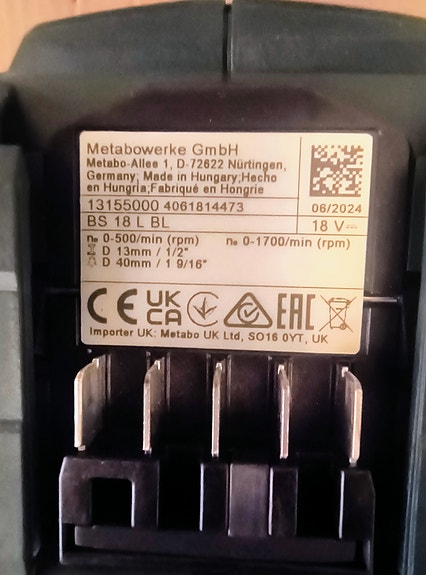 Metabowerke GmbH
Metabo-Allee 1, D-72622 Nürtingen,
Germany; Made in Hungary;Hecho
en Hungria;Fabriqué en Hongrie
13155000 4061814473
06/2024
BS 18 L BL
18 V
n₀ 0-500/min (rpm) n₀ 0-1700/min (rpm)
D 13mm / 1/2"
D 40mm / 1 9/16"
CE UK CA EAC
Importer UK: Metabo UK Ltd, SO16 0YT, UK